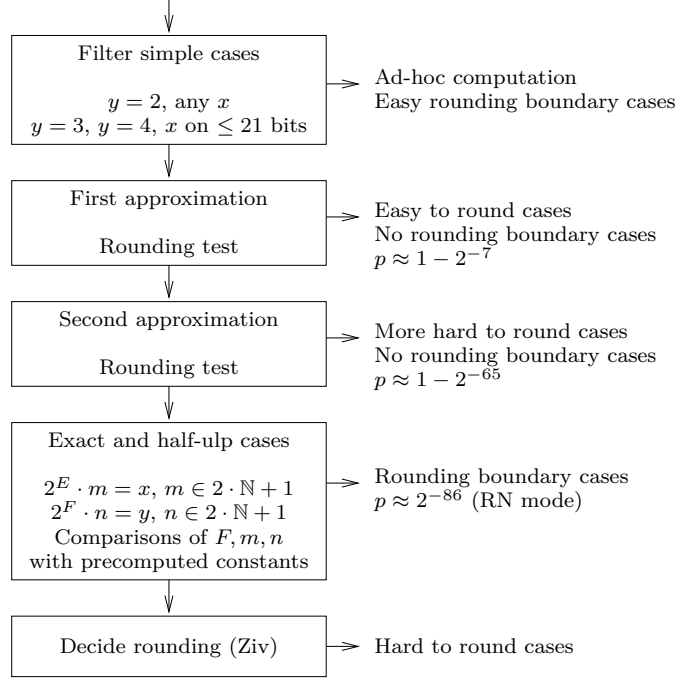 Filter simple cases
y = 2, any x
y = 3, y = 4, x on ≤ 21 bits
Ad-hoc computation
Easy rounding boundary cases
First approximation
Rounding test
Easy to round cases
No rounding boundary cases
p ≈ 1 − 2^{−7}
Second approximation
Rounding test
More hard to round cases
No rounding boundary cases
p ≈ 1 − 2^{−65}
Exact and half-ulp cases
2^E · m = x, m ∈ 2 · ℕ + 1
2^F · n = y, n ∈ 2 · ℕ + 1
Comparisons of F, m, n
with precomputed constants
Rounding boundary cases
p ≈ 2^{−86} (RN mode)
Decide rounding (Ziv)
Hard to round cases